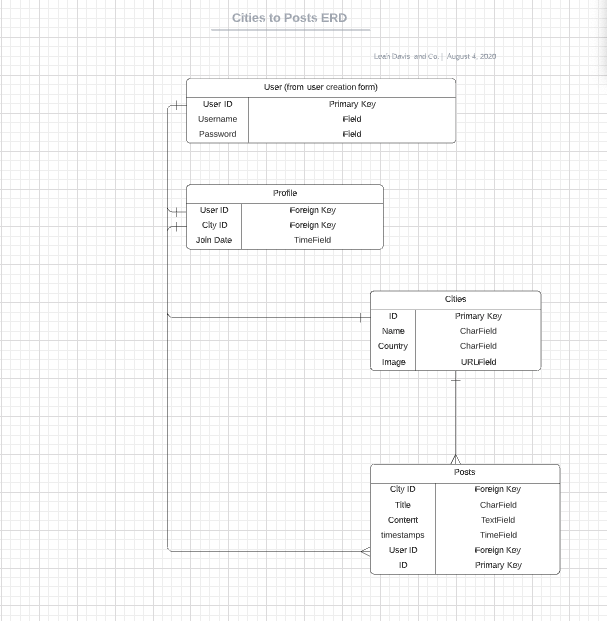 Cities to Posts ERD
Leah Davis and Co. | August 4, 2020
User (from user creation form)
User ID Primary Key
Username Field
Password Field
Profile
User ID Foreign Key
City ID Foreign Key
Join Date TimeField
Cities
ID Primary Key
Name CharField
Country CharField
Image URLField
Posts
City ID Foreign Key
Title CharField
Content TextField
timestamps TimeField
User ID Foreign Key
ID Primary Key